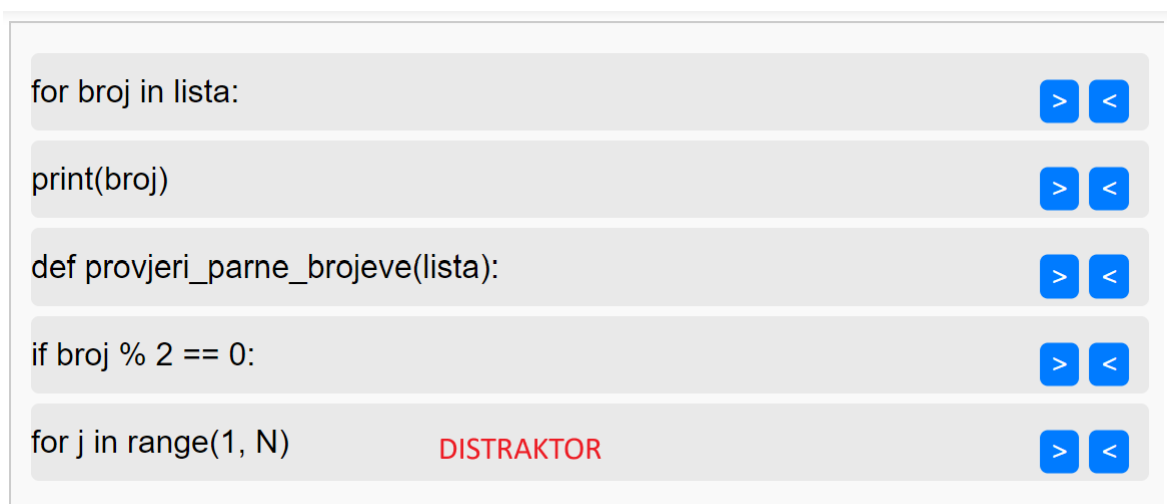 for broj in lista: > <
print(broj) > <
def provjeri_parne_brojeve(lista): > <
if broj % 2 == 0: > <
for j in range(1, N) DISTRAKTOR > <